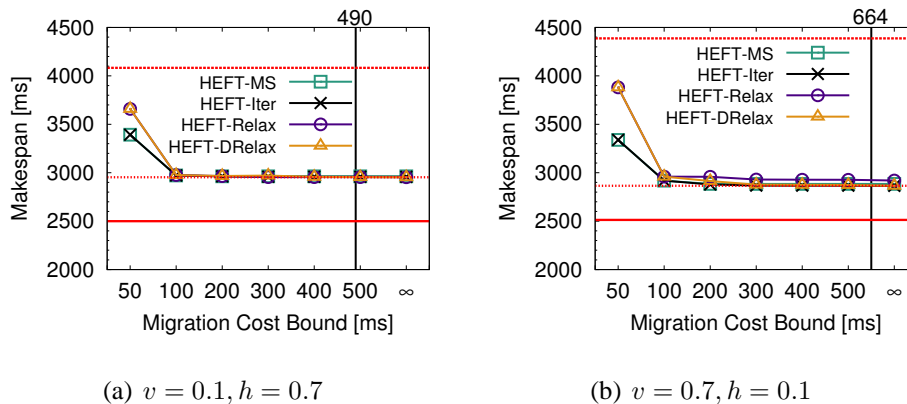 490
4500
4000
3500
3000
2500
2000
Makespan [ms]
HEFT-MS
HEFT-Iter
HEFT-Relax
HEFT-DRelax
50 100 200 300 400 500 ∞
Migration Cost Bound [ms]
(a) v = 0.1, h = 0.7
664
4500
4000
3500
3000
2500
2000
Makespan [ms]
HEFT-MS
HEFT-Iter
HEFT-Relax
HEFT-DRelax
50 100 200 300 400 500 ∞
Migration Cost Bound [ms]
(b) v = 0.7, h = 0.1